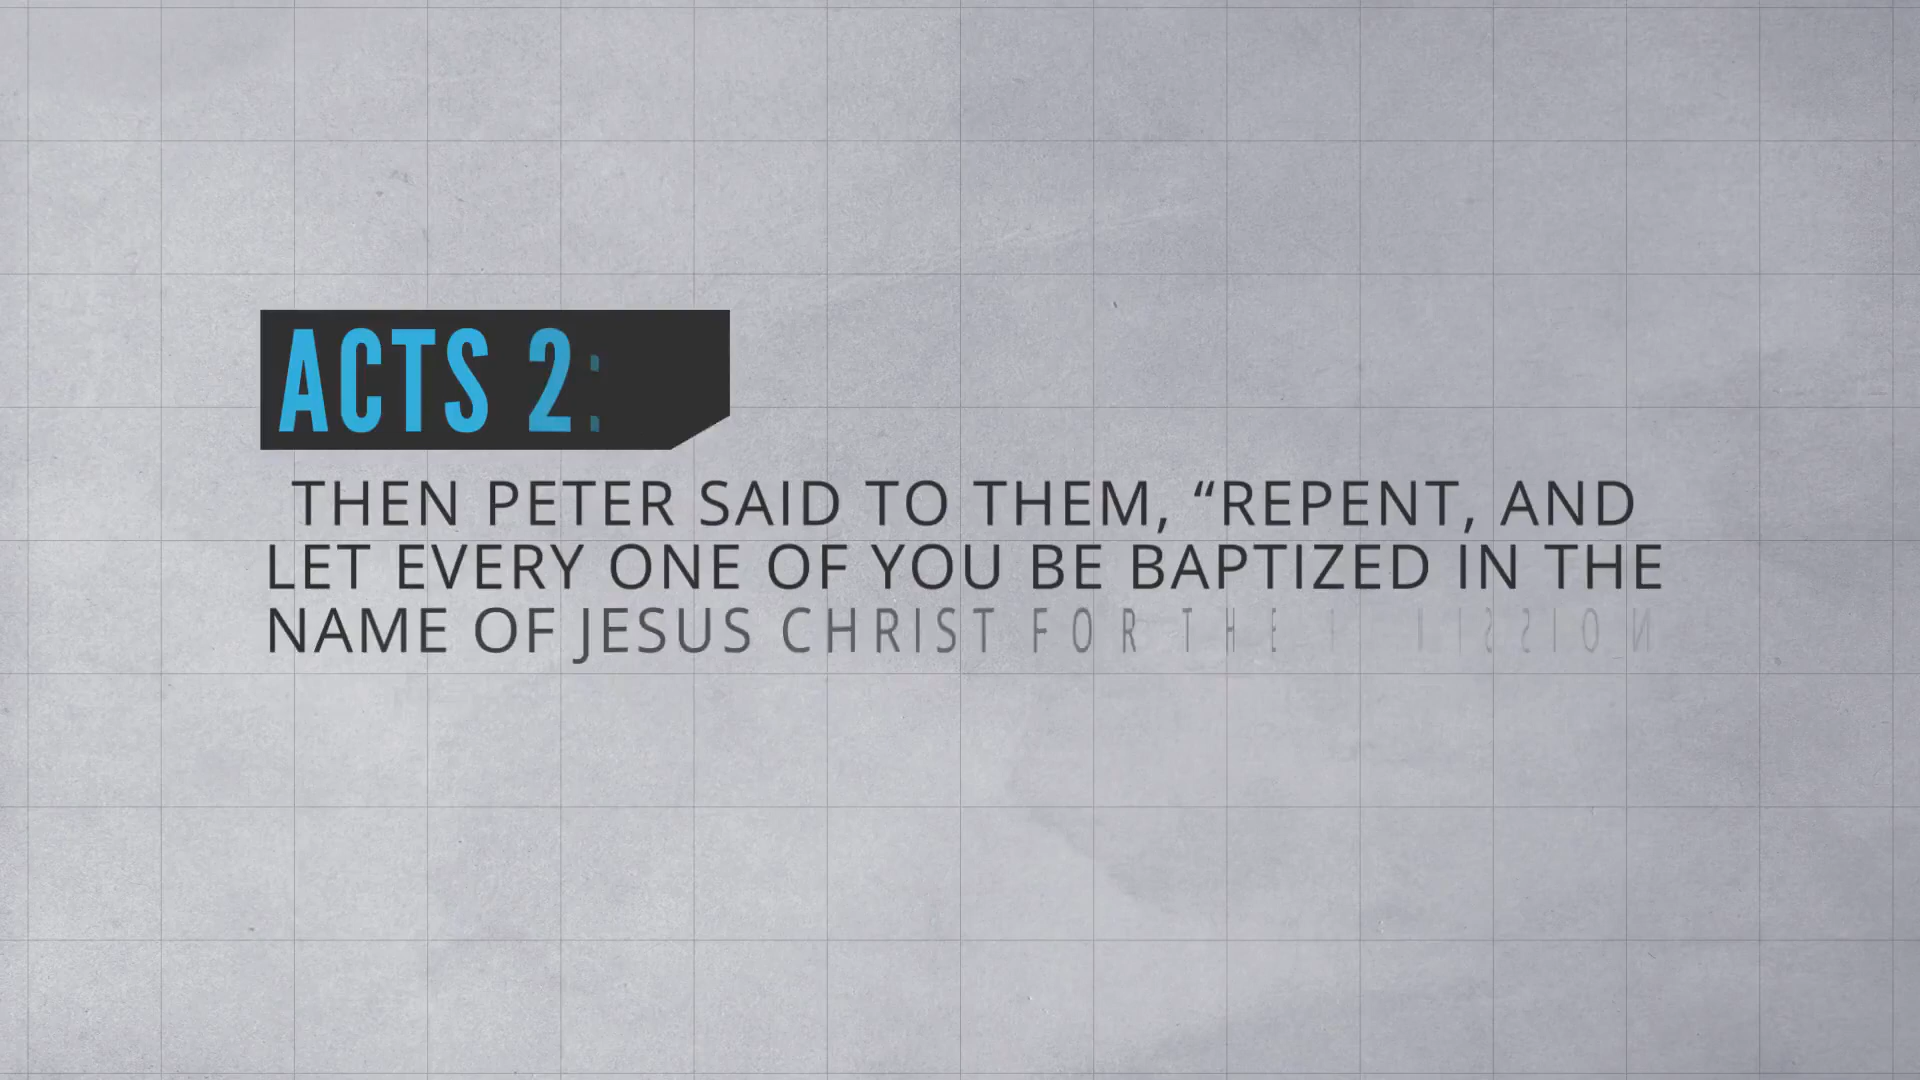 ACTS 2:
THEN PETER SAID TO THEM, “REPENT, AND
LET EVERY ONE OF YOU BE BAPTIZED IN THE
NAME OF JESUS CHRIST FOR THE